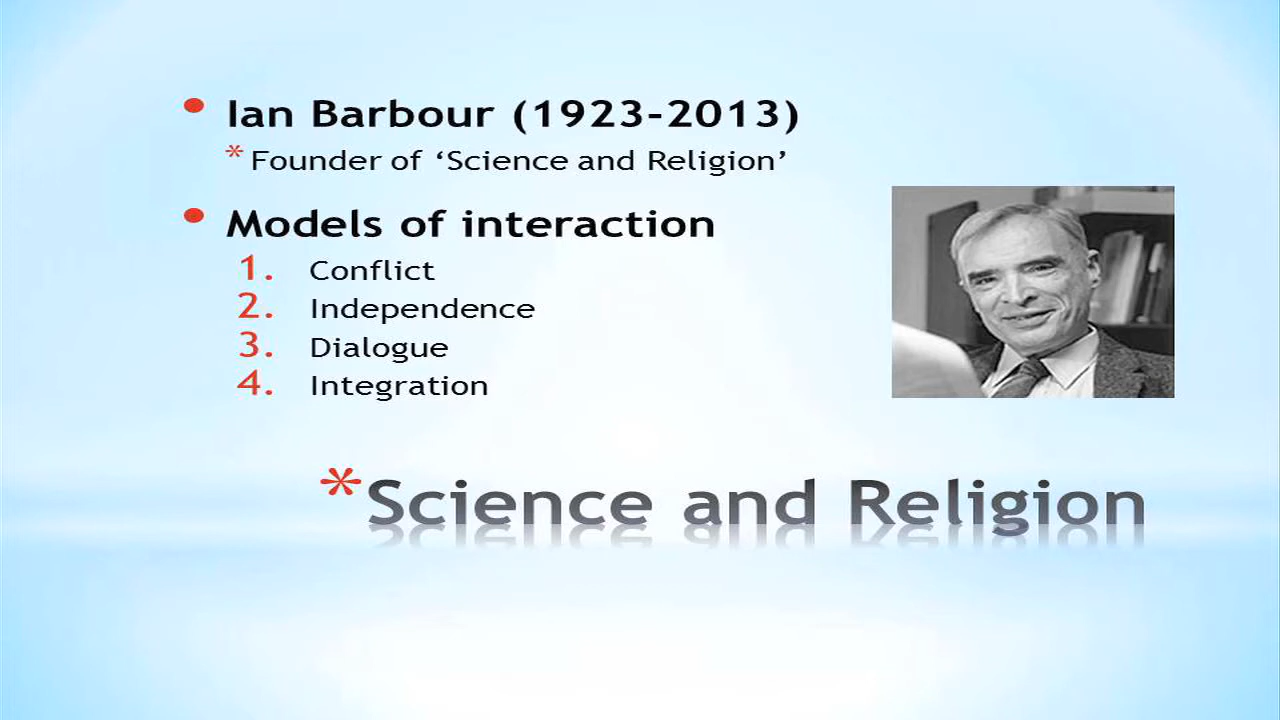 • Ian Barbour (1923-2013)
* Founder of ‘Science and Religion’
• Models of interaction
1. Conflict
2. Independence
3. Dialogue
4. Integration
*Science and Religion